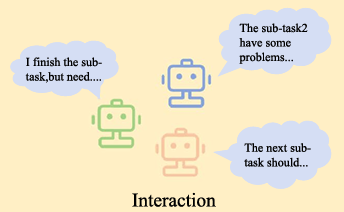 I finish the sub-
task,but need....
The sub-task2
have some
problems...
The next sub-
task should...
Interaction